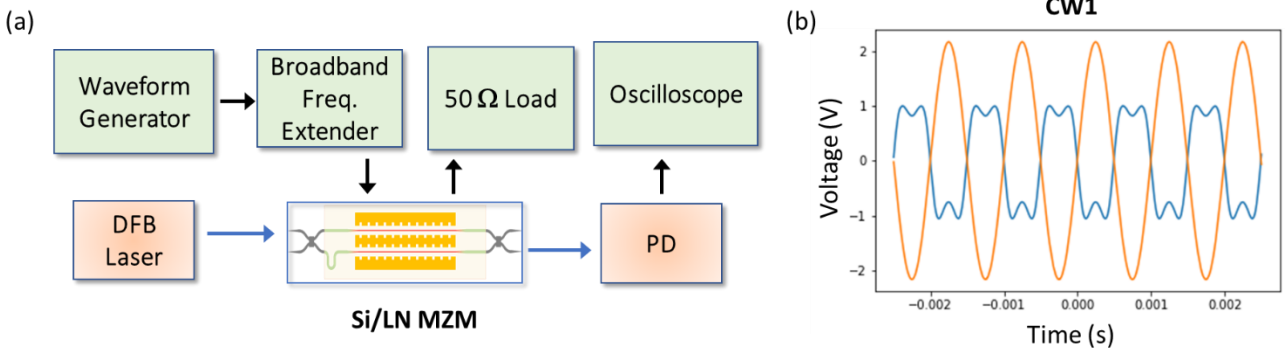 (a)
Waveform
Generator
Broadband
Freq.
Extender
50 Ω Load
Oscilloscope
DFB
Laser
PD
Si/LN MZM
(b)
CW1
Voltage (V)
2
1
0
−1
−2
−0.002
−0.001
0.000
0.001
0.002
Time (s)